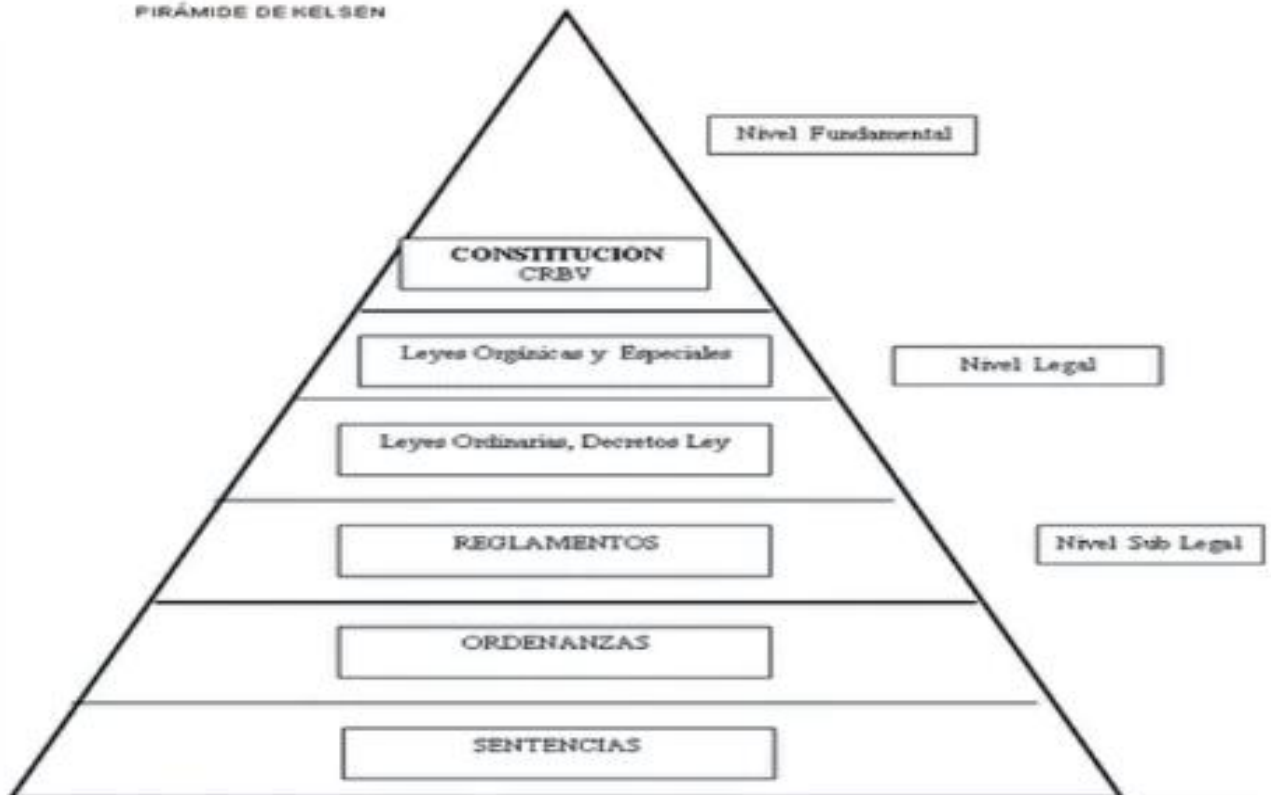 PIRÁMIDE DE KELSEN
Nivel Fundamental
CONSTITUCIÓN
CRBV
Leyes Orgánicas y Especiales
Nivel Legal
Leyes Ordinarias, Decretos Ley
REGLAMENTOS
Nivel Sub Legal
ORDENANZAS
SENTENCIAS